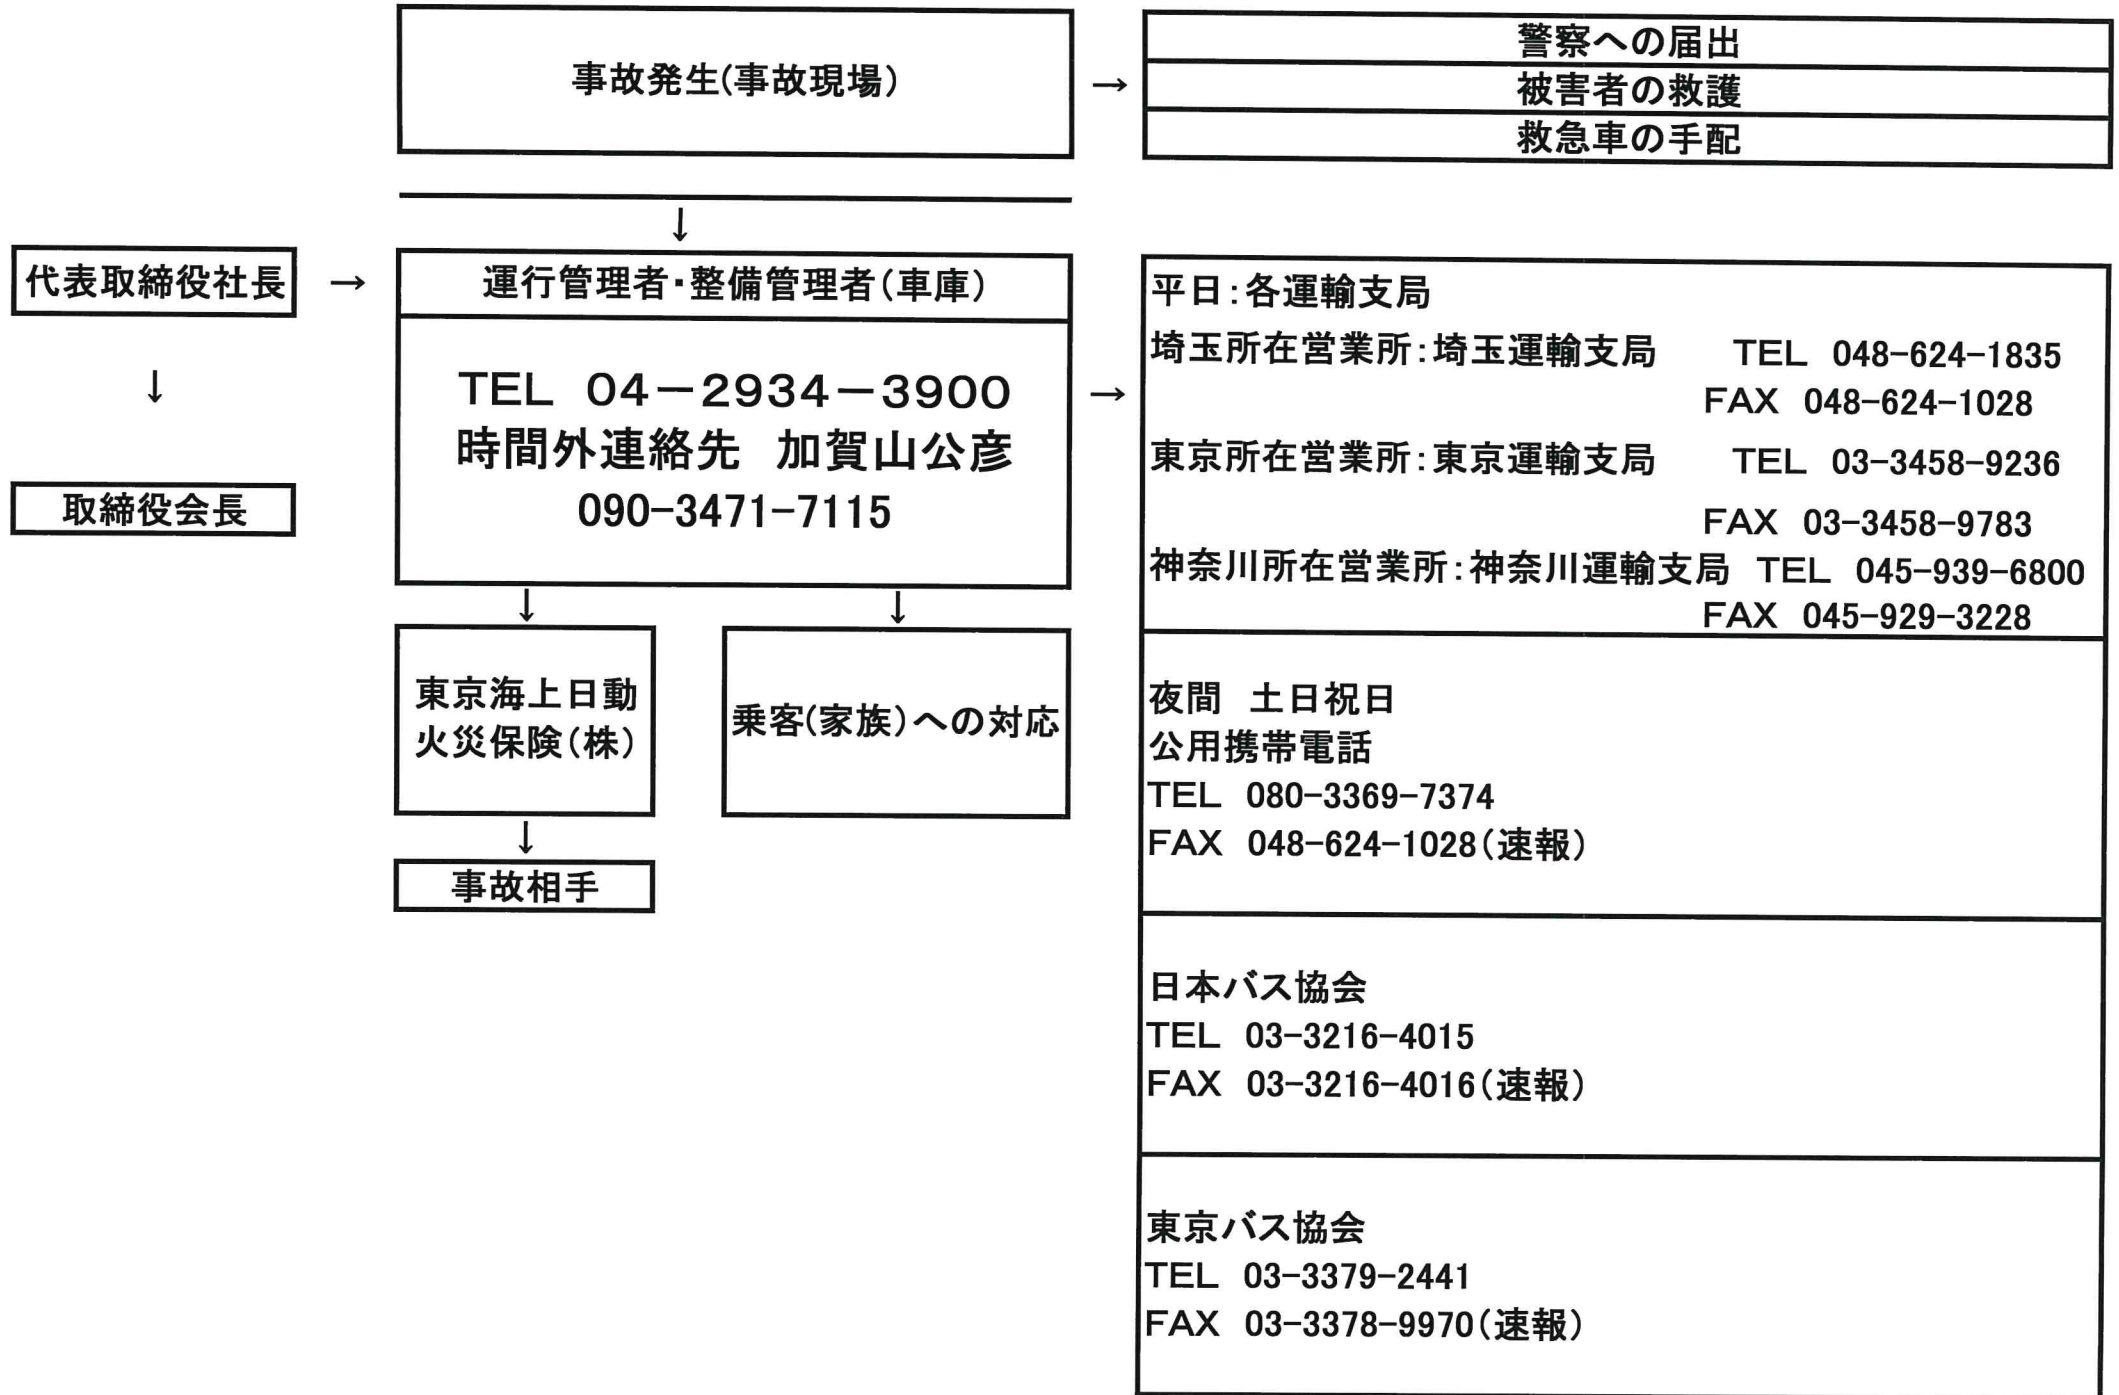 事故発生(事故現場)
→
警察への届出
被害者の救護
救急車の手配
↓
代表取締役社長
→
運行管理者・整備管理者(車庫)
TEL 04－2934－3900
時間外連絡先 加賀山公彦
090-3471-7115
↓
取締役会長
→
平日:各運輸支局
埼玉所在営業所:埼玉運輸支局 TEL 048-624-1835
FAX 048-624-1028
東京所在営業所:東京運輸支局 TEL 03-3458-9236
FAX 03-3458-9783
神奈川所在営業所:神奈川運輸支局 TEL 045-939-6800
FAX 045-929-3228
↓ ↓
東京海上日動
火災保険(株)
乗客(家族)への対応
↓
事故相手
夜間 土日祝日
公用携帯電話
TEL 080-3369-7374
FAX 048-624-1028(速報)
日本バス協会
TEL 03-3216-4015
FAX 03-3216-4016(速報)
東京バス協会
TEL 03-3379-2441
FAX 03-3378-9970(速報)